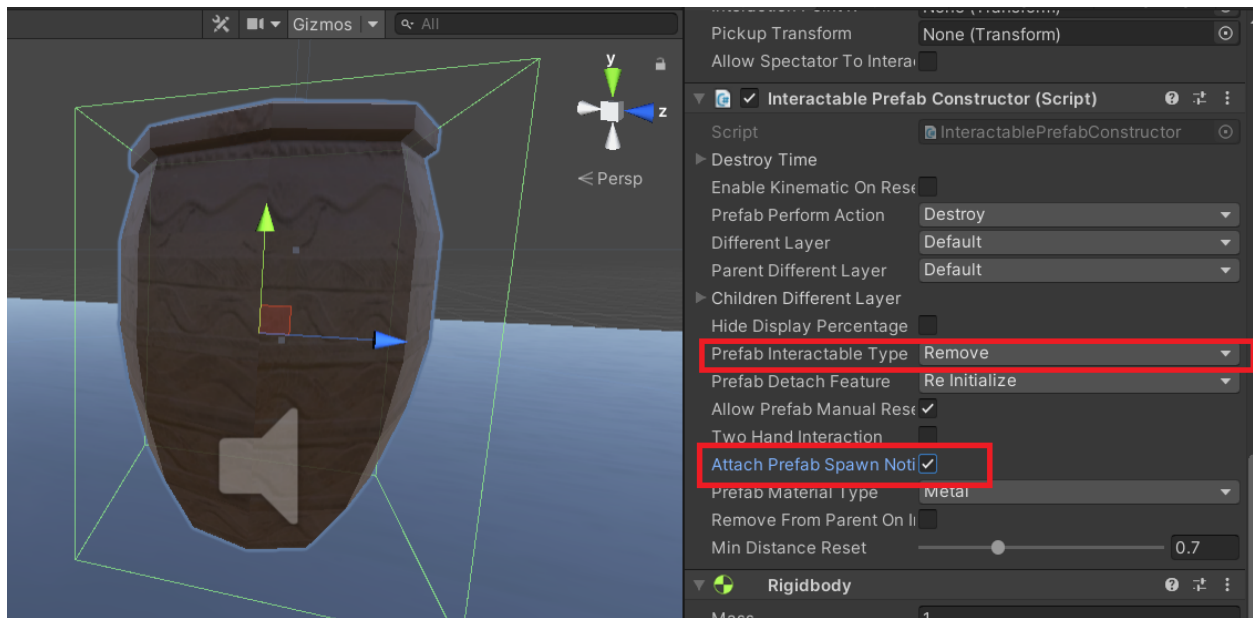 Gizmos
All
y
z
Persp
Pickup Transform None (Transform)
Allow Spectator To Intera
Interactable Prefab Constructor (Script)
Script InteractablePrefabConstructor
Destroy Time
Enable Kinematic On Rese
Prefab Perform Action Destroy
Different Layer Default
Parent Different Layer Default
Children Different Layer
Hide Display Percentage
Prefab Interactable Type Remove
Prefab Detach Feature Re Initialize
Allow Prefab Manual Rese
Two Hand Interaction
Attach Prefab Spawn Noti
Prefab Material Type Metal
Remove From Parent On I
Min Distance Reset 0.7
Rigidbody
Mass 1